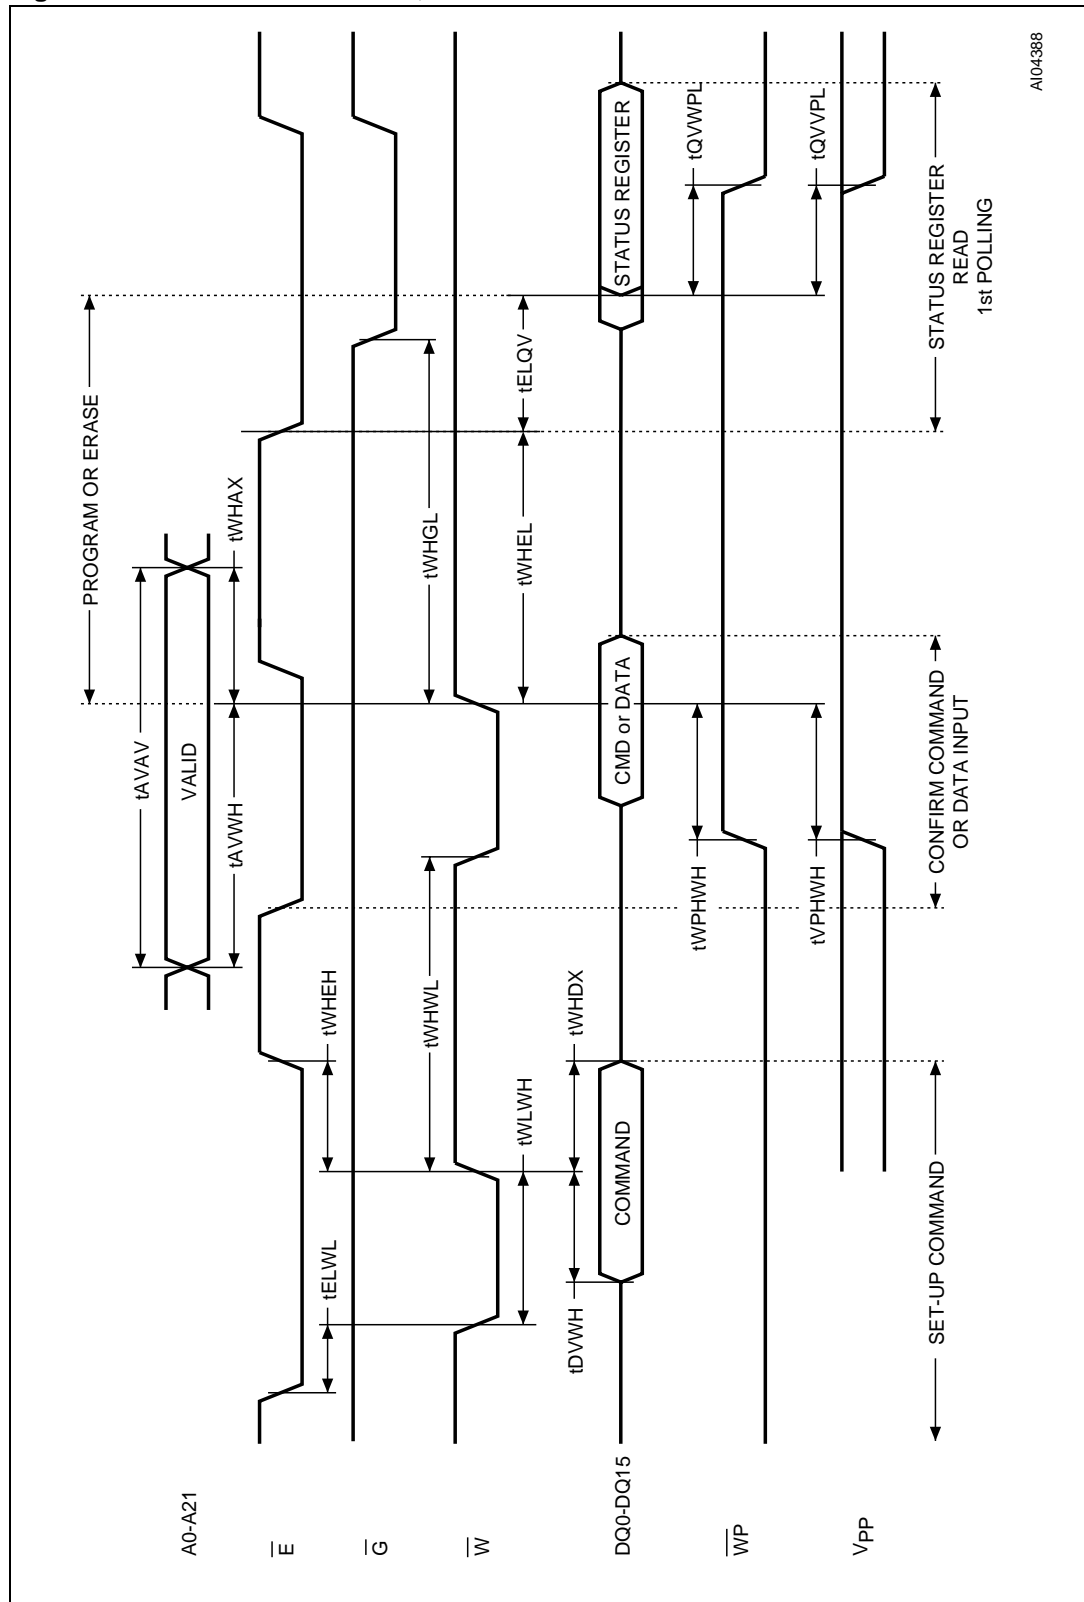 PROGRAM OR ERASE
tAVAV
A0-A21
VALID
tAVWH
tWHAX
E
tELWL
tWHEH
G
tWHWL
tWHGL
W
tWLWH
tWHEL
tELQV
tDVWH
tWHDX
DQ0-DQ15
COMMAND
CMD or DATA
STATUS REGISTER
tWPHWH
tQVWPL
WP
tVPHWH
tQVVPL
VPP
SET-UP COMMAND
CONFIRM COMMAND
OR DATA INPUT
STATUS REGISTER
READ
1st POLLING
AI04388